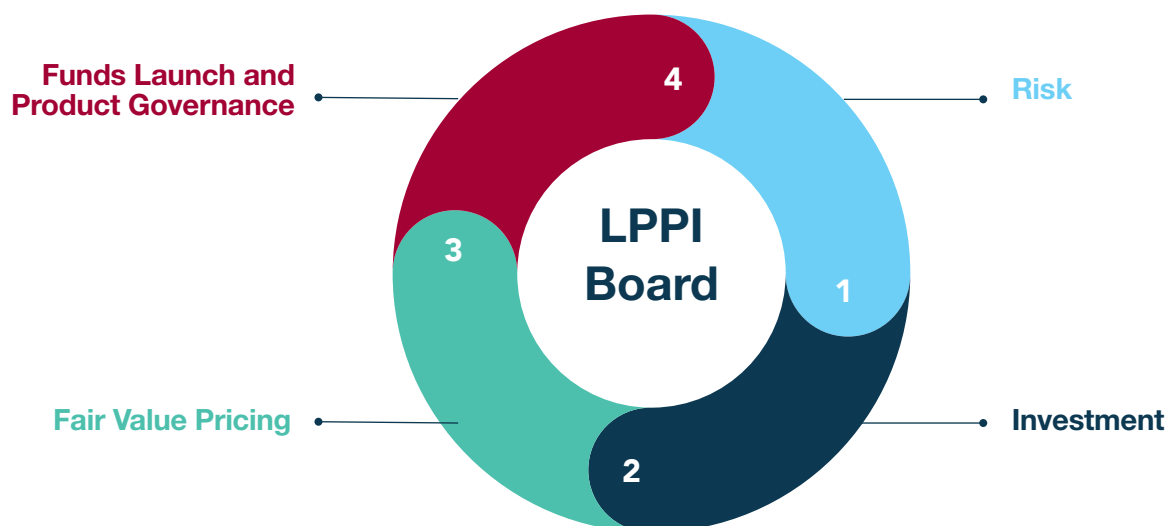 Funds Launch and
Product Governance
4
Risk
LPPI
Board
3
1
Fair Value Pricing
2
Investment